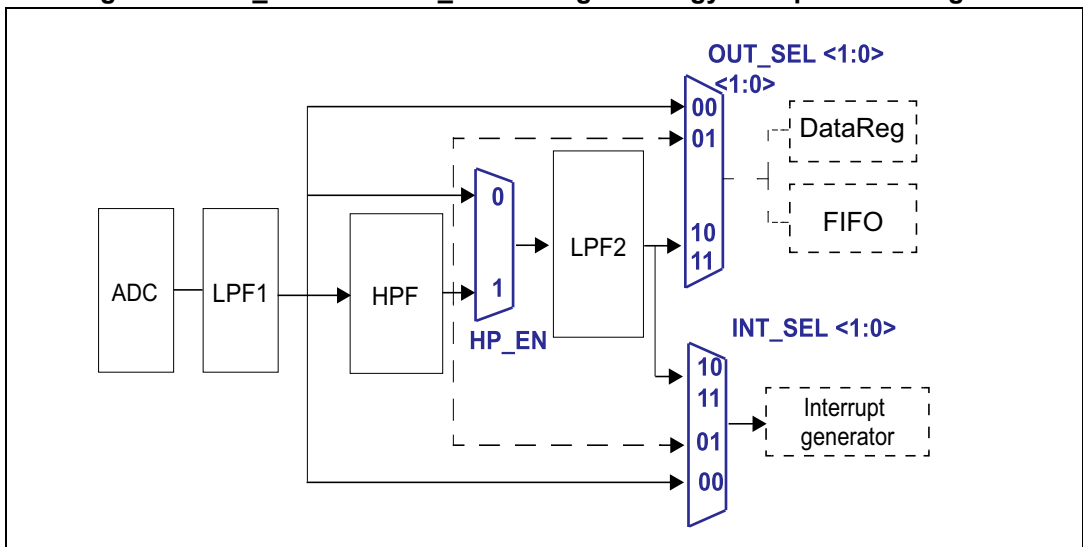 OUT_SEL <1:0>
<1:0>
00
01
DataReg
0
10
FIFO
11
ADC
LPF1
HPF
1
LPF2
HP_EN
INT_SEL <1:0>
10
11
Interrupt
generator
01
00